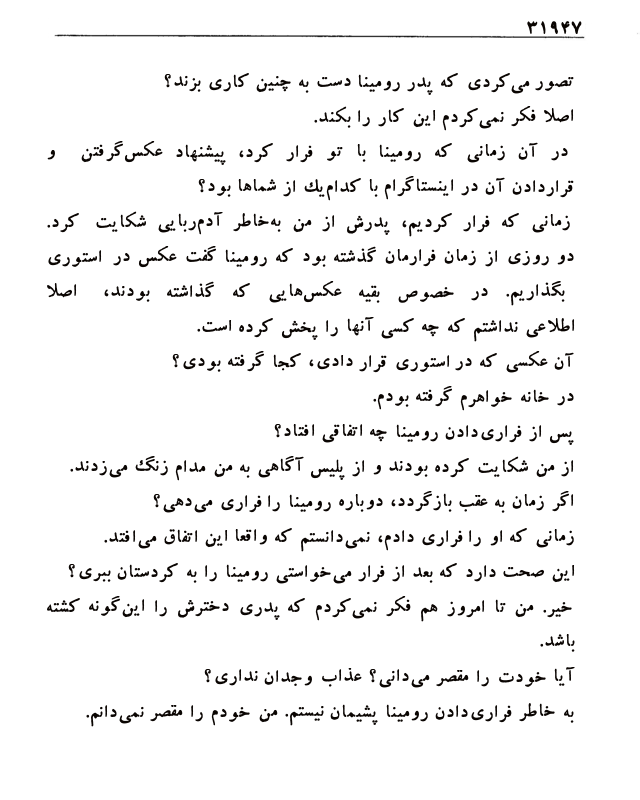 ۳۱۹۴۷
تصور می‌کردی که پدر رومینا دست به چنین کاری بزند؟
اصلا فکر نمی‌کردم این کار را بکند.
در آن زمانی که رومینا با تو فرار کرد، پیشنهاد عکس‌گرفتن و
قراردادن آن در اینستاگرام با کدام‌یك از شماها بود؟
زمانی که فرار کردیم، پدرش از من به‌خاطر آدم‌ربایی شکایت کرد.
دو روزی از زمان فرارمان گذشته بود که رومینا گفت عکس در استوری
بگذاریم. در خصوص بقیه عکس‌هایی که گذاشته بودند، اصلا
اطلاعی نداشتم که چه کسی آنها را پخش کرده است.
آن عکسی که در استوری قرار دادی، کجا گرفته بودی؟
در خانه خواهرم گرفته بودم.
پس از فراری‌دادن رومینا چه اتفاقی افتاد؟
از من شکایت کرده بودند و از پلیس آگاهی به من مدام زنگ می‌زدند.
اگر زمان به عقب بازگردد، دوباره رومینا را فراری می‌دهی؟
زمانی که او را فراری دادم، نمی‌دانستم که واقعا این اتفاق می‌افتد.
این صحت دارد که بعد از فرار می‌خواستی رومینا را به کردستان ببری؟
خیر. من تا امروز هم فکر نمی‌کردم که پدری دخترش را این‌گونه کشته
باشد.
آیا خودت را مقصر می‌دانی؟ عذاب وجدان نداری؟
به خاطر فراری‌دادن رومینا پشیمان نیستم. من خودم را مقصر نمی‌دانم.